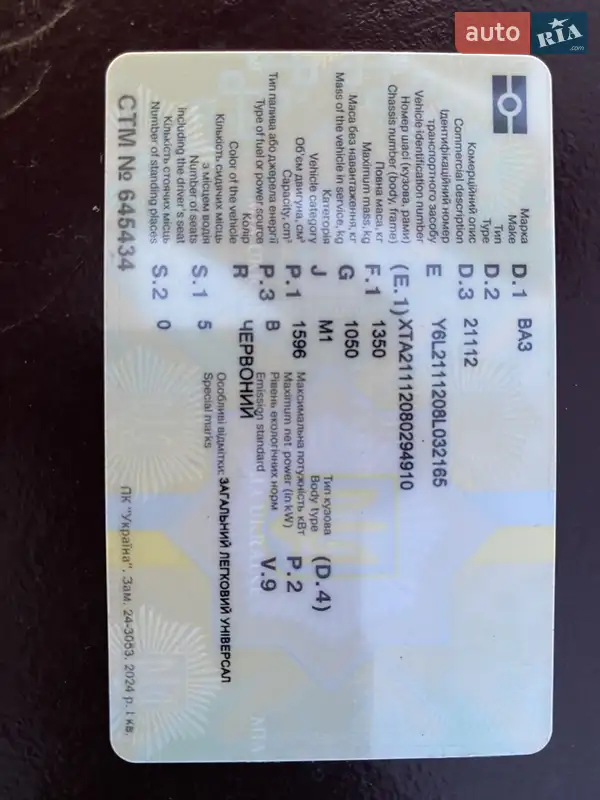 auto RIA .com
Марка D.1 ВАЗ
Make
Тип D.2
Type
Комерційний опис D.3 21112
Commercial description
Ідентифікаційний номер E Y6L2111208L032165
транспортного засобу
Vehicle identification number
Номер шасі (кузова, рами) (E.1) XTA21112080294910
Chassis number (body, frame)
Повна маса, кг F.1 1350
Maximum mass, kg
Маса без навантаження, кг G 1050
Mass of the vehicle in service, kg
Категорія J M1 Тип кузова (D.4)
Vehicle category Body type
Об'єм двигуна, см³ P.1 1596 Максимальна потужність кВт P.2
Capacity, cm³ Maximum net power (in kW)
Тип палива або джерела енергії P.3 B Рівень екологічних норм V.9
Type of fuel or power source Emission standard
Колір R ЧЕРВОНИЙ
Color of the vehicle
Кількість сидячих місць S.1 5 Особливі відмітки: ЗАГАЛЬНИЙ ЛЕГКОВИЙ УНІВЕРСАЛ
з місцем водія Special marks
Number of seats
including the driver's seat
Кількість стоячих місць S.2 0
Number of standing places
СТМ № 645434
ПК "Україна". Зам. 24-3053. 2024 р. І кв.